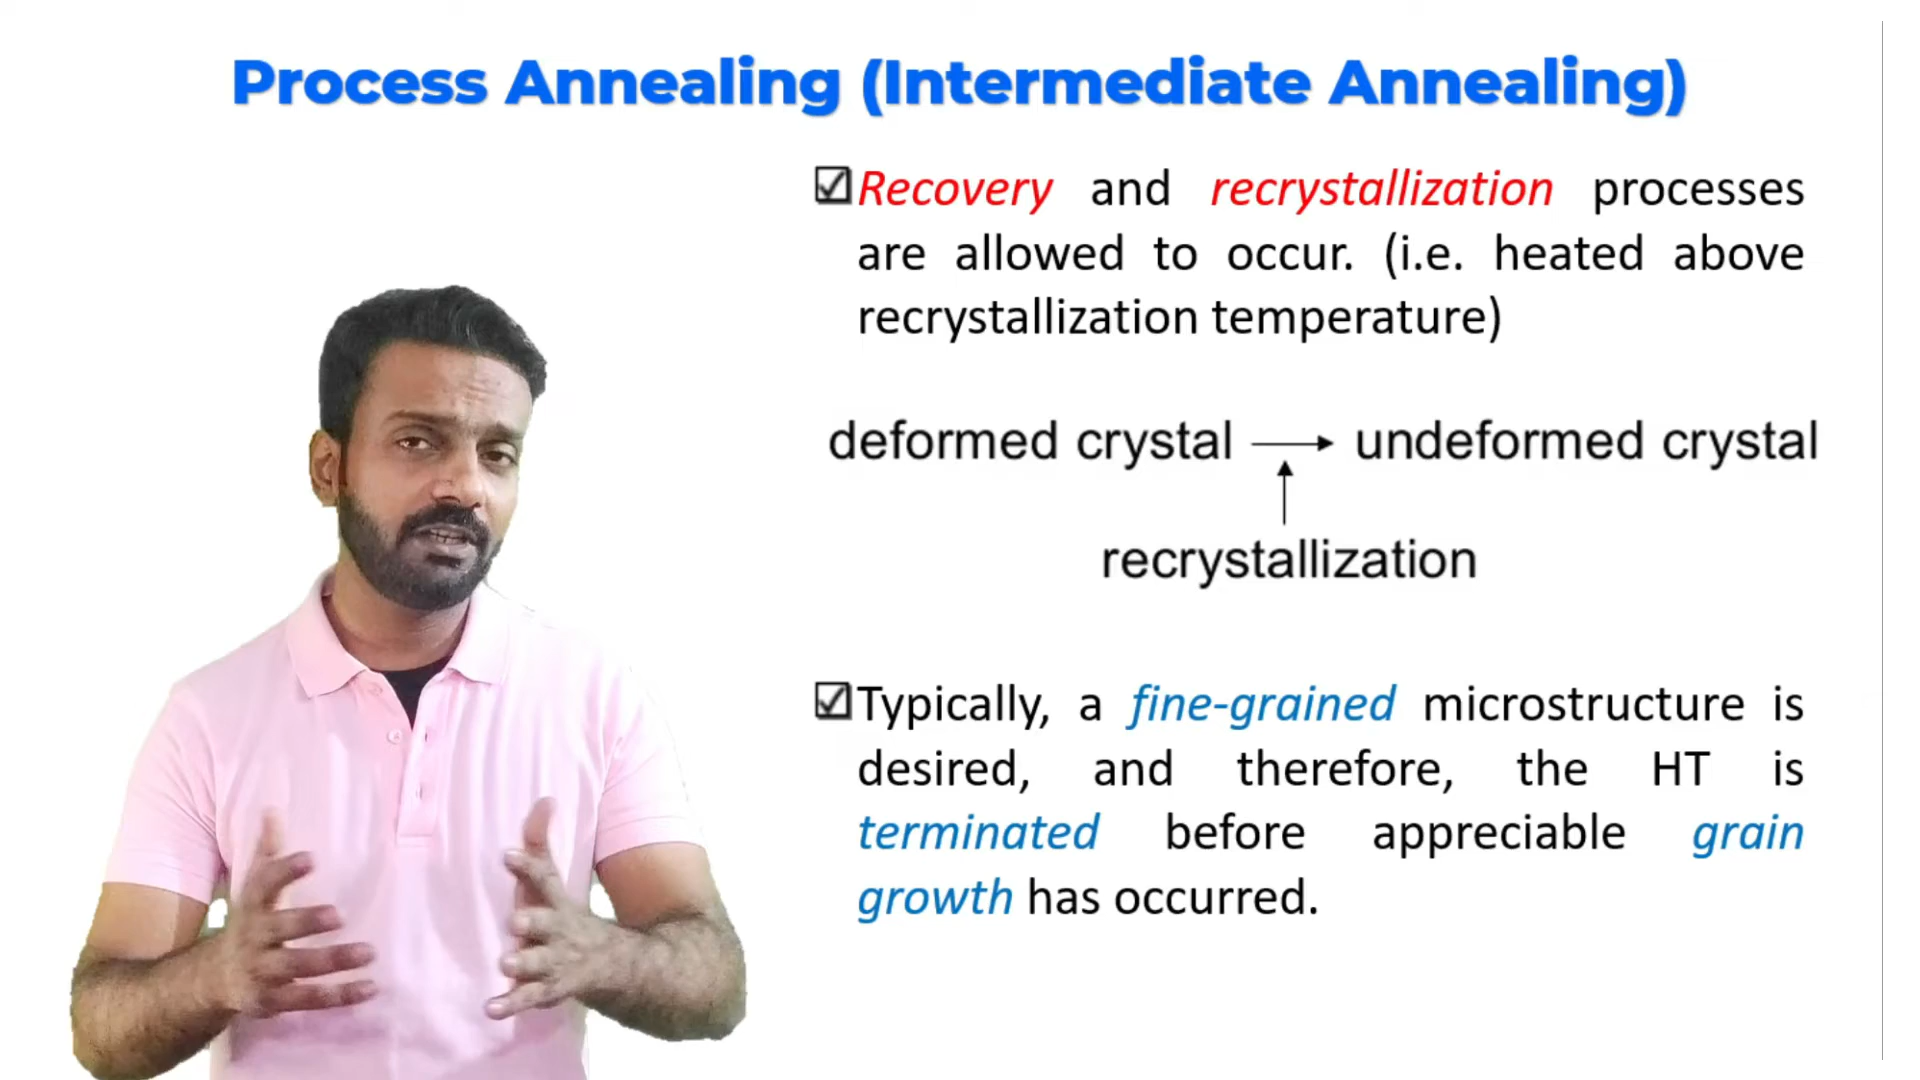 Process Annealing (Intermediate Annealing)
☑Recovery and recrystallization processes
are allowed to occur. (i.e. heated above
recrystallization temperature)
deformed crystal → undeformed crystal
↑
recrystallization
☑Typically, a fine-grained microstructure is
desired, and therefore, the HT is
terminated before appreciable grain
growth has occurred.